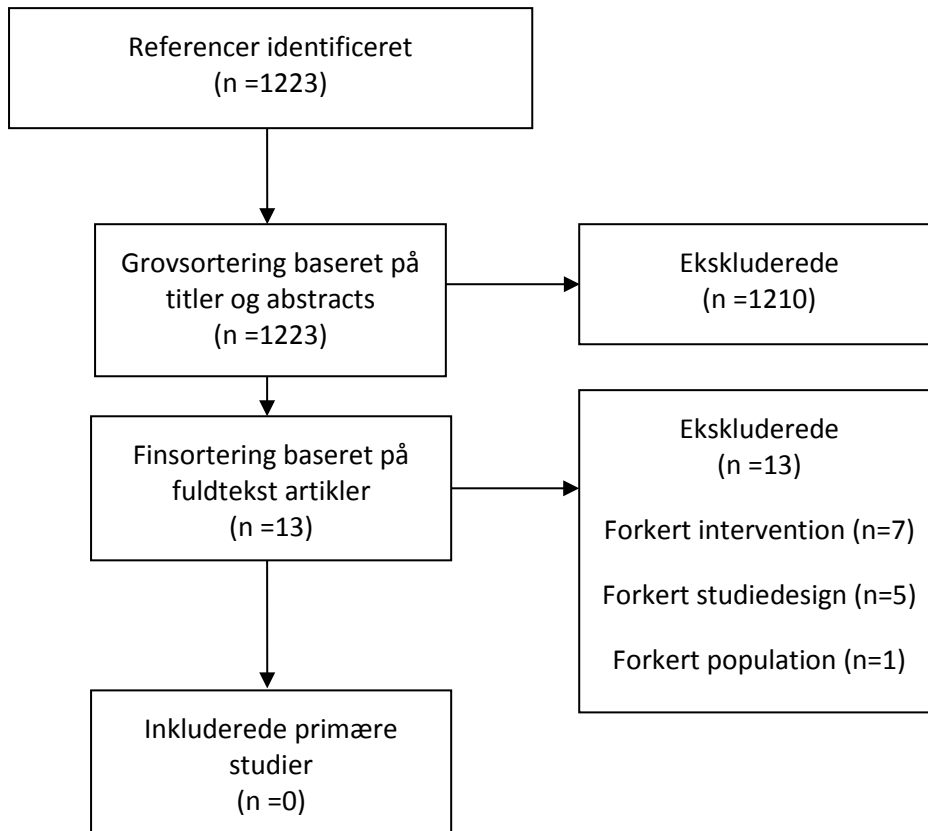 Referencer identificeret
(n =1223)
Grovsortering baseret på
titler og abstracts
(n =1223)
Ekskluderede
(n =1210)
Finsortering baseret på
fuldtekst artikler
(n =13)
Ekskluderede
(n =13)
Forkert intervention (n=7)
Forkert studiedesign (n=5)
Forkert population (n=1)
Inkluderede primære
studier
(n =0)